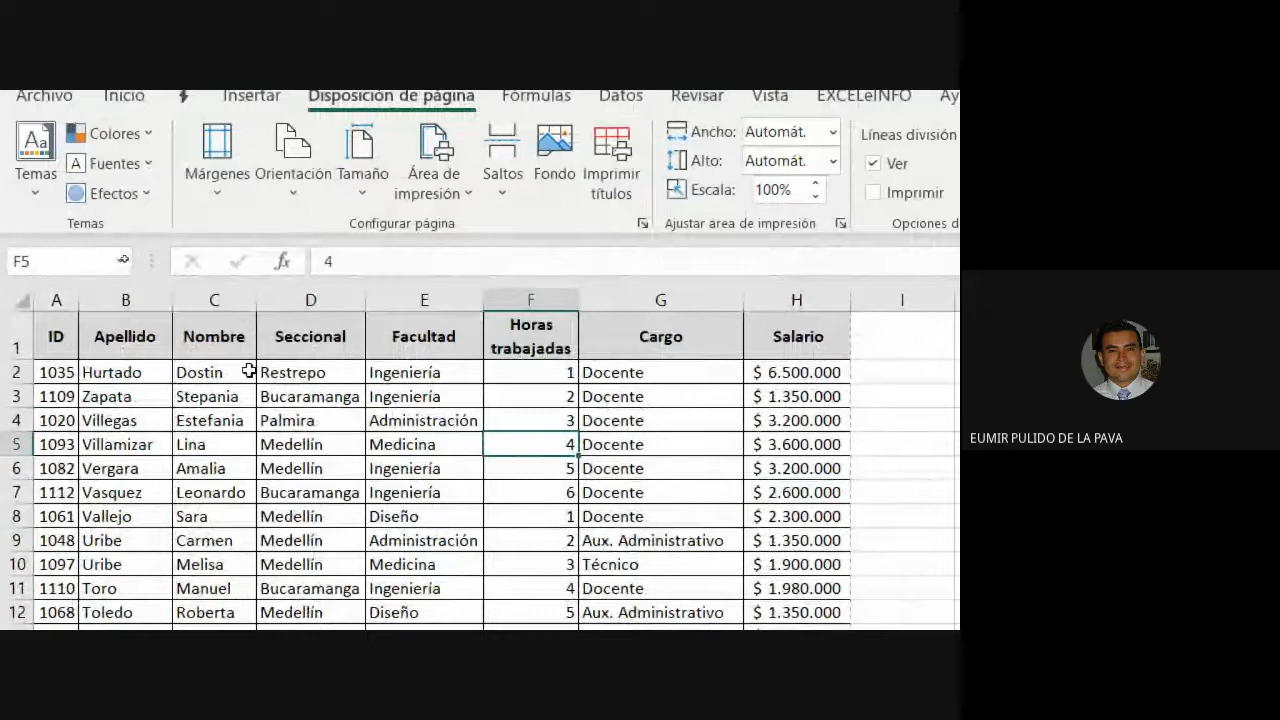 Archivo Inicio Insertar Disposición de página Fórmulas Datos Revisar Vista EXCELeINFO Ay
Aa Temas
Colores
Fuentes
Efectos
Temas
Márgenes Orientación Tamaño Área de impresión Saltos Fondo Imprimir títulos
Configurar página
Ancho: Automát.
Alto: Automát.
Escala: 100%
Ajustar área de impresión
Líneas división
Ver
Imprimir
Opciones d
F5 fx 4
A B C D E F G H I
1 ID Apellido Nombre Seccional Facultad Horas trabajadas Cargo Salario
2 1035 Hurtado Dostin Restrepo Ingeniería 1 Docente $ 6.500.000
3 1109 Zapata Stepania Bucaramanga Ingeniería 2 Docente $ 1.350.000
4 1020 Villegas Estefania Palmira Administración 3 Docente $ 3.200.000
5 1093 Villamizar Lina Medellín Medicina 4 Docente $ 3.600.000
6 1082 Vergara Amalia Medellín Ingeniería 5 Docente $ 3.200.000
7 1112 Vasquez Leonardo Bucaramanga Ingeniería 6 Docente $ 2.600.000
8 1061 Vallejo Sara Medellín Diseño 1 Docente $ 2.300.000
9 1048 Uribe Carmen Medellín Administración 2 Aux. Administrativo $ 1.350.000
10 1097 Uribe Melisa Medellín Medicina 3 Técnico $ 1.900.000
11 1110 Toro Manuel Bucaramanga Ingeniería 4 Docente $ 1.980.000
12 1068 Toledo Roberta Medellín Diseño 5 Aux. Administrativo $ 1.350.000
EUMIR PULIDO DE LA PAVA